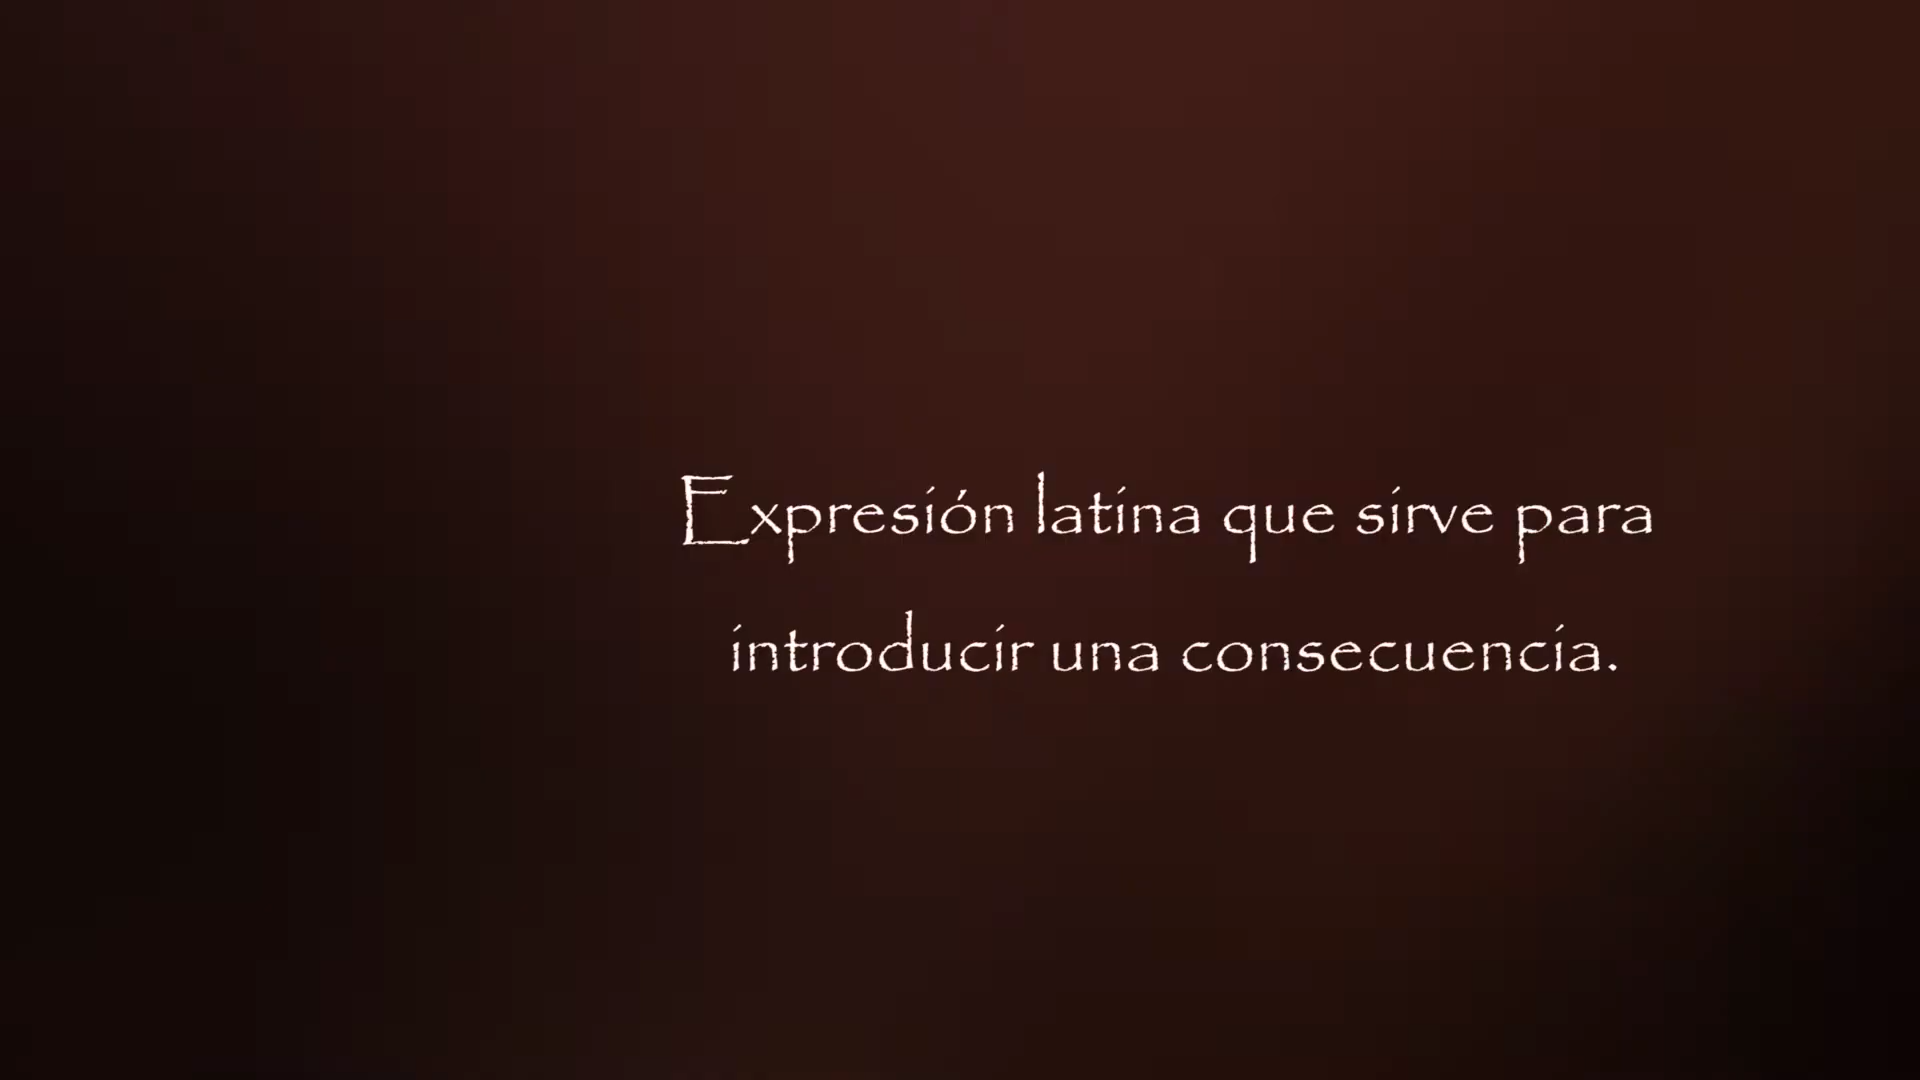 Expresión latina que sirve para
introducir una consecuencia.